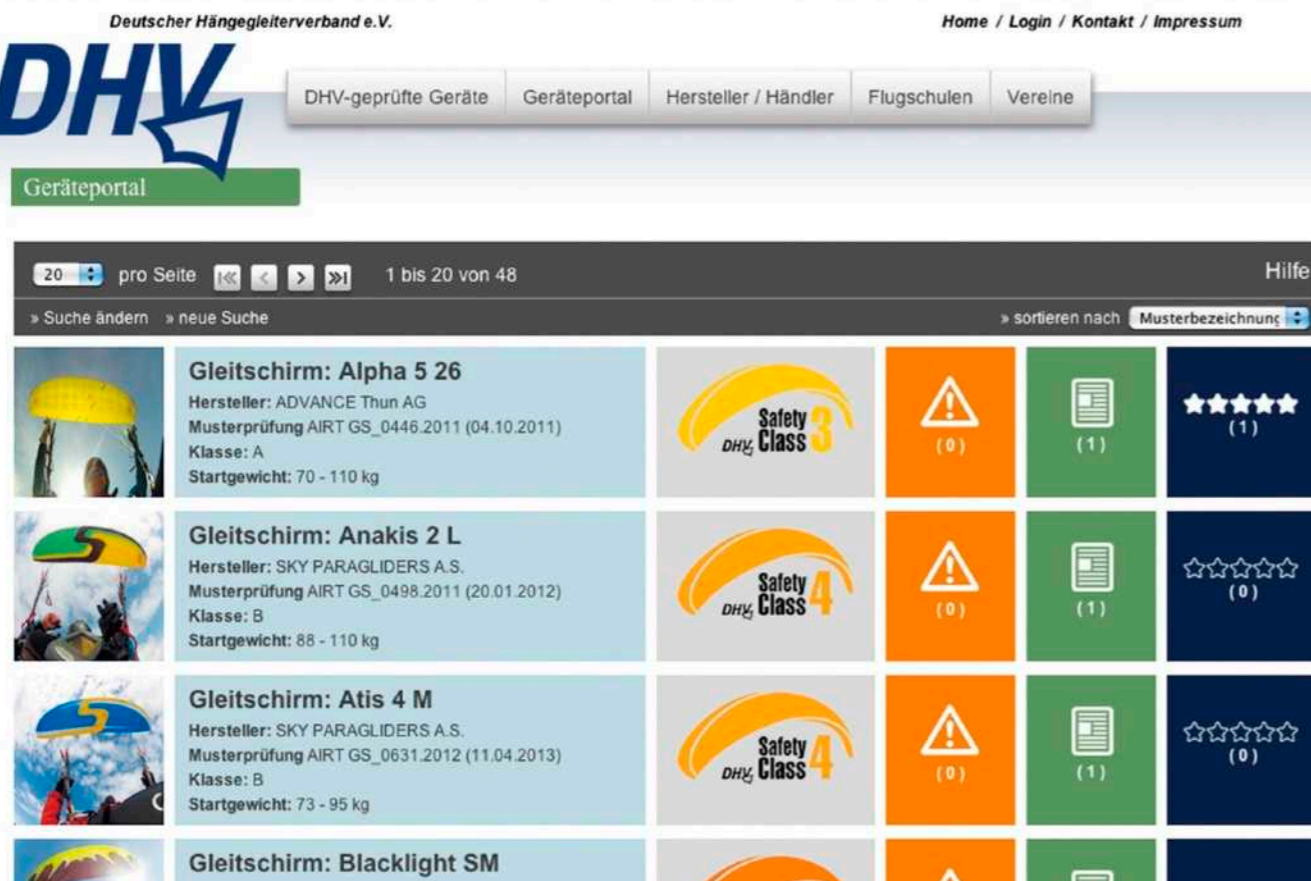 Deutscher Hängegleiterverband e.V.
Home / Login / Kontakt / Impressum
DHV
DHV-geprüfte Geräte Geräteportal Hersteller / Händler Flugschulen Vereine
Geräteportal
20 pro Seite 1 bis 20 von 48 Hilfe
» Suche ändern » neue Suche » sortieren nach Musterbezeichnung
Gleitschirm: Alpha 5 26
Hersteller: ADVANCE Thun AG
Musterprüfung AIRT GS_0446.2011 (04.10.2011)
Klasse: A
Startgewicht: 70 - 110 kg
Safety
DHV Class 3
(0)
(1)
(1)
Gleitschirm: Anakis 2 L
Hersteller: SKY PARAGLIDERS A.S.
Musterprüfung AIRT GS_0498.2011 (20.01.2012)
Klasse: B
Startgewicht: 88 - 110 kg
Safety
DHV Class 4
(0)
(1)
(0)
Gleitschirm: Atis 4 M
Hersteller: SKY PARAGLIDERS A.S.
Musterprüfung AIRT GS_0631.2012 (11.04.2013)
Klasse: B
Startgewicht: 73 - 95 kg
Safety
DHV Class 4
(0)
(1)
(0)
Gleitschirm: Blacklight SM